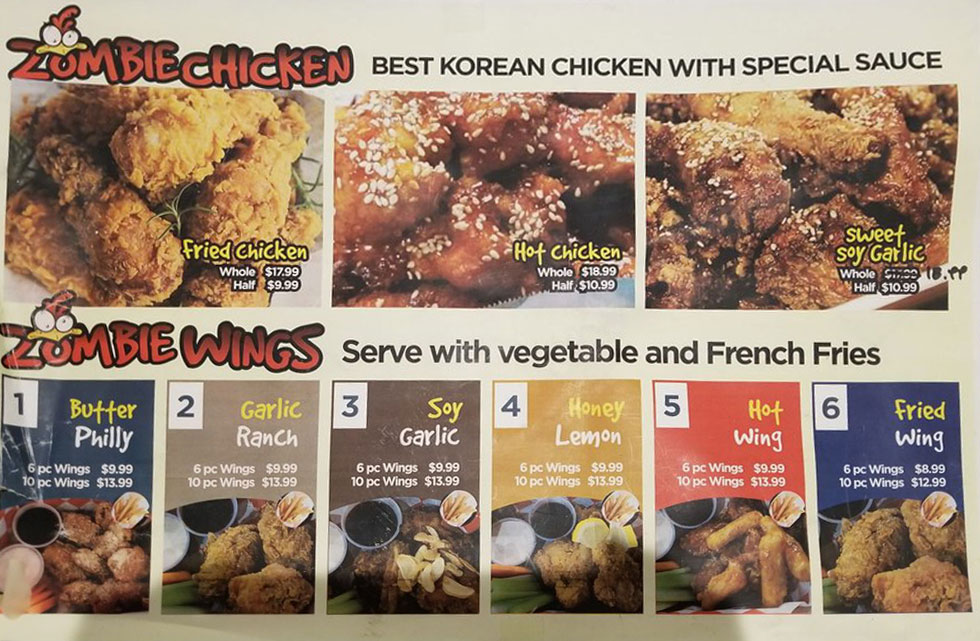 ZOMBIE CHICKEN BEST KOREAN CHICKEN WITH SPECIAL SAUCE
Fried Chicken
Whole $17.99
Half $9.99
Hot Chicken
Whole $18.99
Half $10.99
Sweet
Soy Garlic
Whole 18.99
Half $10.99
ZOMBIE WINGS Serve with vegetable and French Fries
1 Butter
Philly
6 pc Wings $9.99
10 pc Wings $13.99
2 Garlic
Ranch
6 pc Wings $9.99
10 pc Wings $13.99
3 Soy
Garlic
6 pc Wings $9.99
10 pc Wings $13.99
4 Honey
Lemon
6 pc Wings $9.99
10 pc Wings $13.99
5 Hot
Wing
6 pc Wings $9.99
10 pc Wings $13.99
6 Fried
Wing
6 pc Wings $8.99
10 pc Wings $12.99